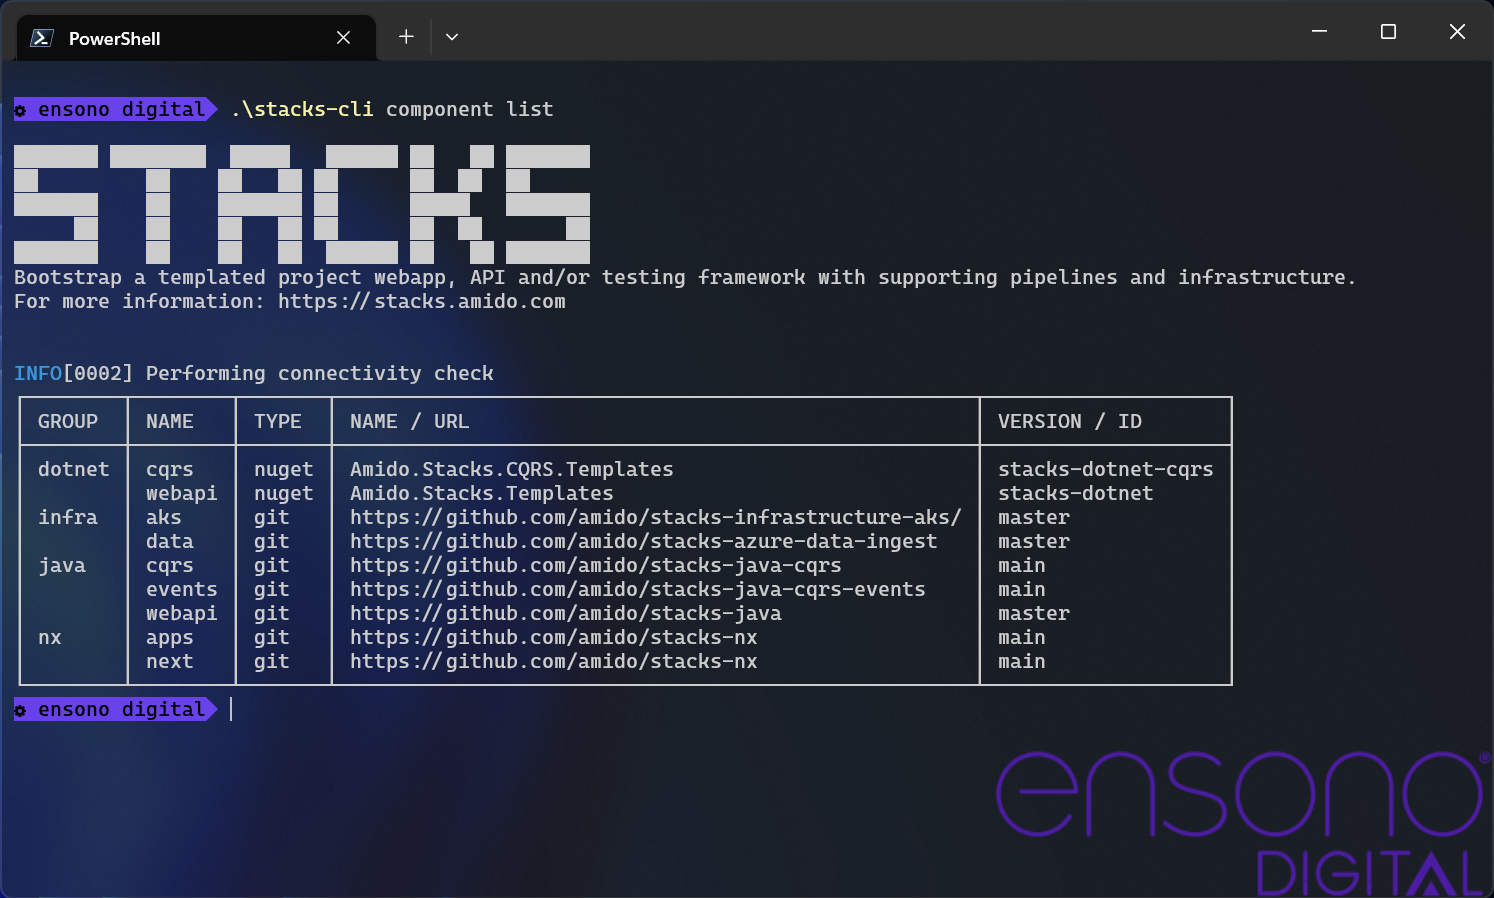 PowerShell
ensono digital .\stacks-cli component list
STACKS
Bootstrap a templated project webapp, API and/or testing framework with supporting pipelines and infrastructure.
For more information: https://stacks.amido.com
INFO[0002] Performing connectivity check
GROUP NAME TYPE NAME / URL VERSION / ID
dotnet cqrs nuget Amido.Stacks.CQRS.Templates stacks-dotnet-cqrs
webapi nuget Amido.Stacks.Templates stacks-dotnet
infra aks git https://github.com/amido/stacks-infrastructure-aks/ master
data git https://github.com/amido/stacks-azure-data-ingest master
java cqrs git https://github.com/amido/stacks-java-cqrs main
events git https://github.com/amido/stacks-java-cqrs-events main
webapi git https://github.com/amido/stacks-java master
nx apps git https://github.com/amido/stacks-nx main
next git https://github.com/amido/stacks-nx main
ensono digital
ensono®
DIGITAL